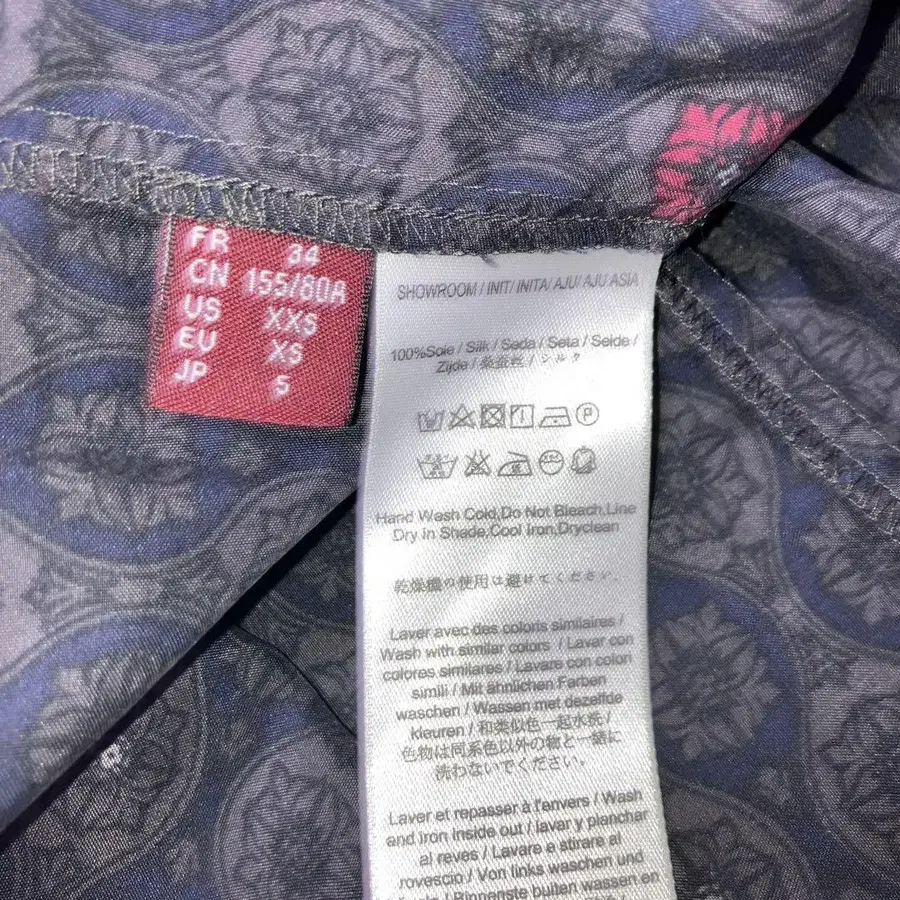 FR 34
CN 155/80A
US XXS
EU XS
JP 5
SHOWROOM / INIT/ INITA/ AJU/ AJU ASIA
100%Soie / Silk / Seda / Seta / Seide /
Zijde / 桑蚕丝 / シルク
P
Hand Wash Cold,Do Not Bleach,Line
Dry in Shade,Cool Iron,Dryclean
乾燥機の使用は避けてください.
Laver avec des coloris similaires /
Wash with similar colors / Lavar con
colores similares / Lavare con colori
simili / Mit ähnlichen Farben
waschen / Wassen met dezelfde
kleuren / 和类似色一起水洗 /
色物は同系色以外の物と一緒に
洗わないでください.
Laver et repasser à l'envers / Wash
and iron inside out / lavar y planchar
al reves / Lavare e stirare al
rovescio / Von links waschen und
/ Binnenste buiten wassen en